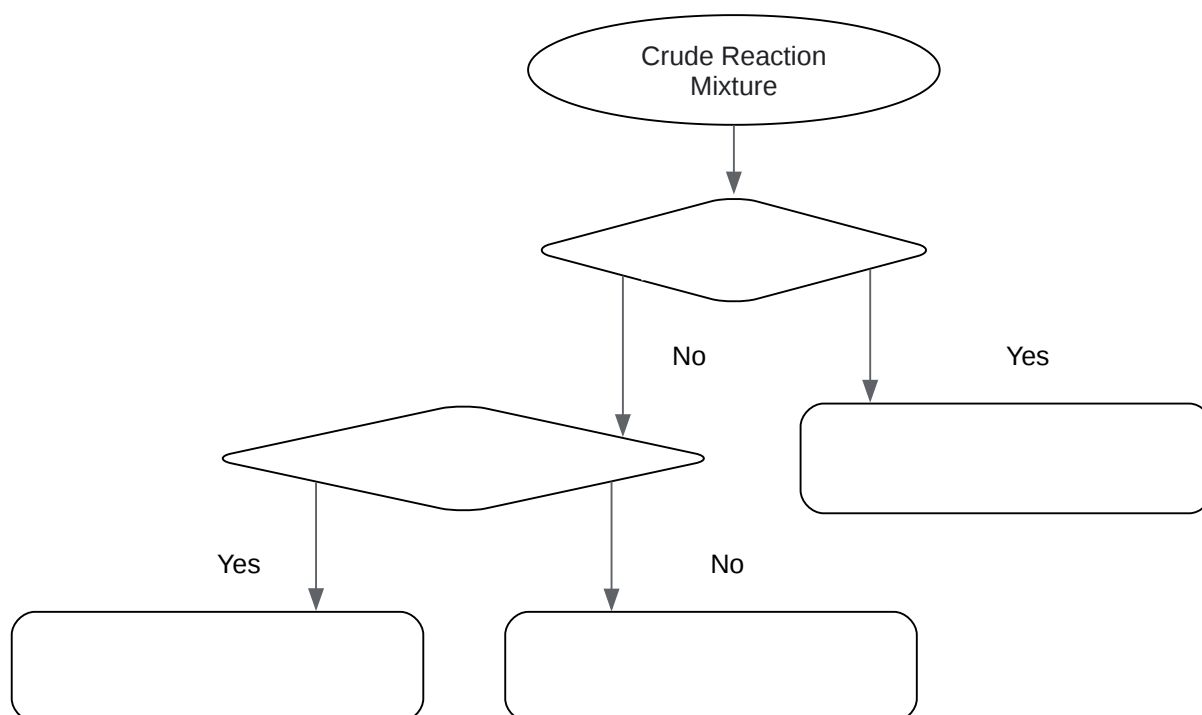 Crude Reaction
Mixture
No
Yes
Yes
No